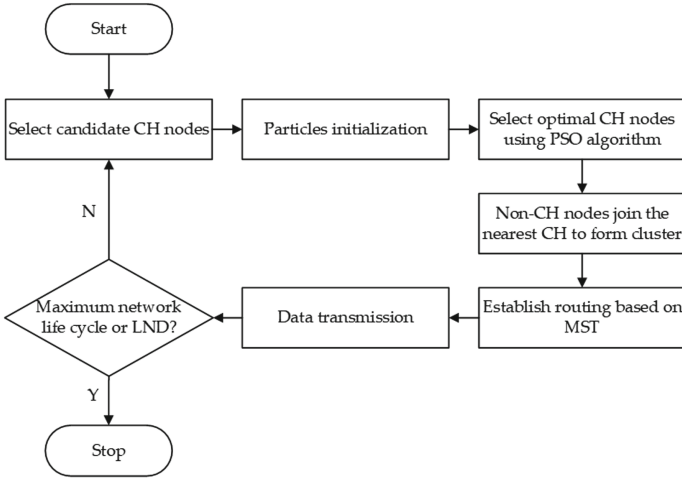 Start
Select candidate CH nodes
Particles initialization
Select optimal CH nodes
using PSO algorithm
Non-CH nodes join the
nearest CH to form cluster
Establish routing based on
MST
Data transmission
Maximum network
life cycle or LND?
N
Y
Stop